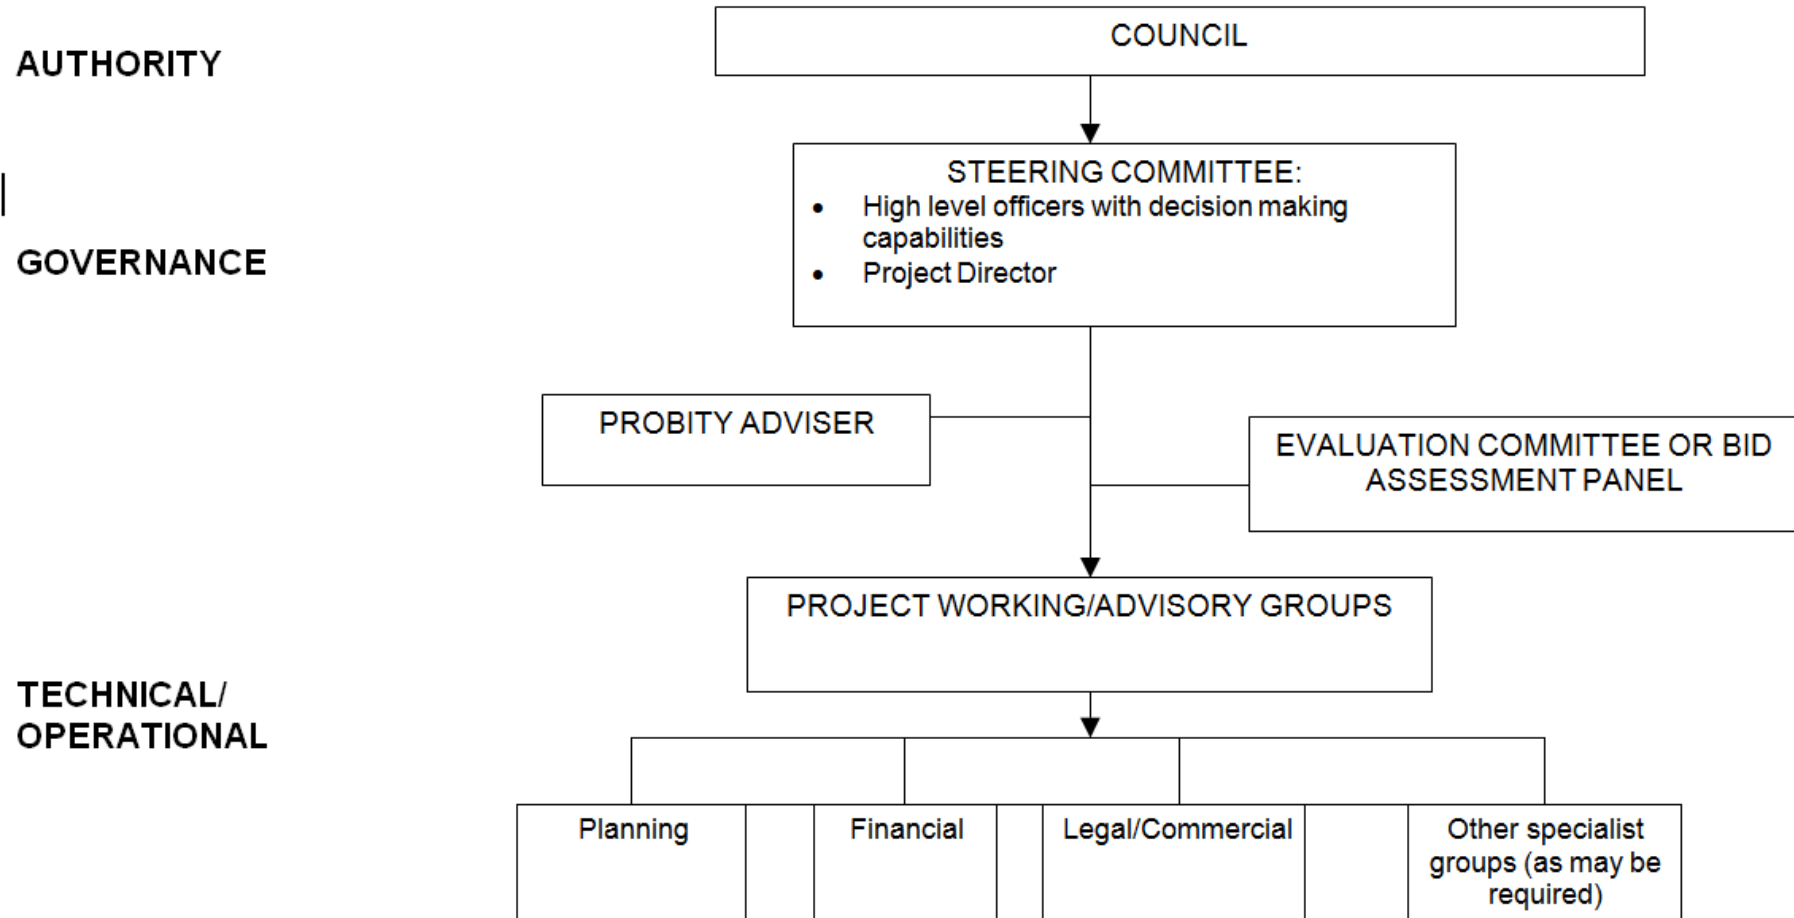 AUTHORITY
COUNCIL
GOVERNANCE
STEERING COMMITTEE:
• High level officers with decision making
capabilities
• Project Director
PROBITY ADVISER
EVALUATION COMMITTEE OR BID
ASSESSMENT PANEL
PROJECT WORKING/ADVISORY GROUPS
TECHNICAL/
OPERATIONAL
Planning
Financial
Legal/Commercial
Other specialist
groups (as may be
required)